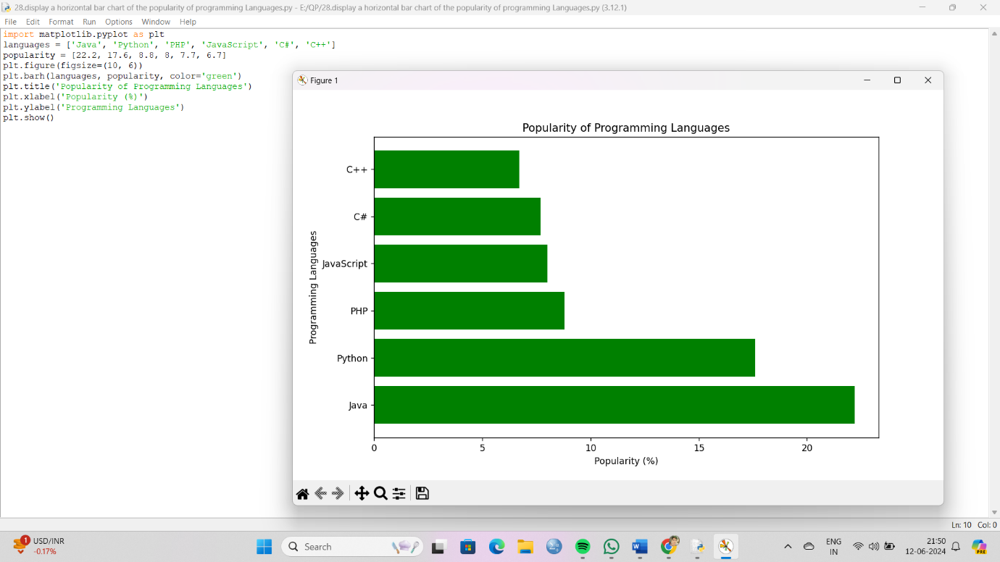 28.display a horizontal bar chart of the popularity of programming Languages.py - E:/QP/28.display a horizontal bar chart of the popularity of programming Languages.py (3.12.1)
File Edit Format Run Options Window Help
import matplotlib.pyplot as plt
languages = ['Java', 'Python', 'PHP', 'JavaScript', 'C#', 'C++']
popularity = [22.2, 17.6, 8.8, 8, 7.7, 6.7]
plt.figure(figsize=(10, 6))
plt.barh(languages, popularity, color='green')
plt.title('Popularity of Programming Languages')
plt.xlabel('Popularity (%)')
plt.ylabel('Programming Languages')
plt.show()
Figure 1
Popularity of Programming Languages
C++
C#
JavaScript
PHP
Python
Java
Programming Languages
0 5 10 15 20
Popularity (%)
Ln: 10 Col: 0
1
USD/INR
-0.17%
Search
ENG
IN
21:50
12-06-2024
PRE